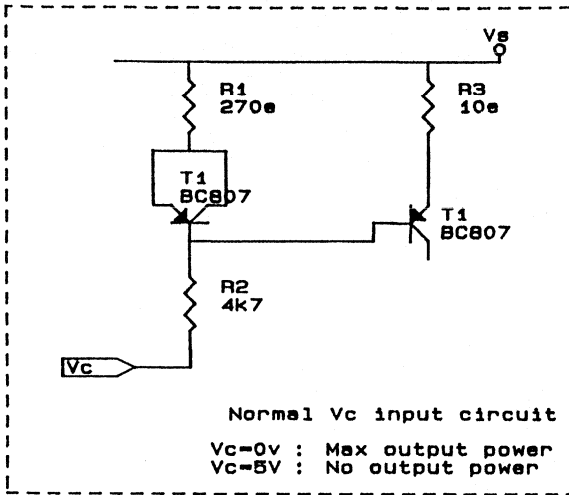 Vs
R1
270e
R3
10e
T1
BC807
T1
BC807
R2
4k7
Vc
Normal Vc input circuit
Vc=0v : Max output power
Vc=5V : No output power